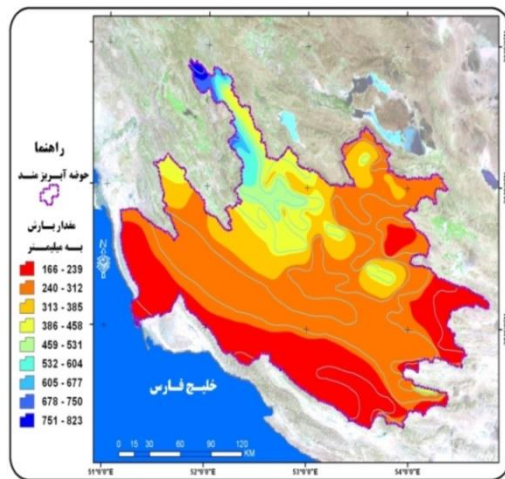 راهنما
حوضه آبریز مند
مقدار بارش
به میلیمتر
166 - 239
240 - 312
313 - 385
386 - 458
459 - 531
532 - 604
605 - 677
678 - 750
751 - 823
N
خلیج فارس
0 15 30 60 90 120
KM
51°0'0"E 52°0'0"E 53°0'0"E 54°0'0"E